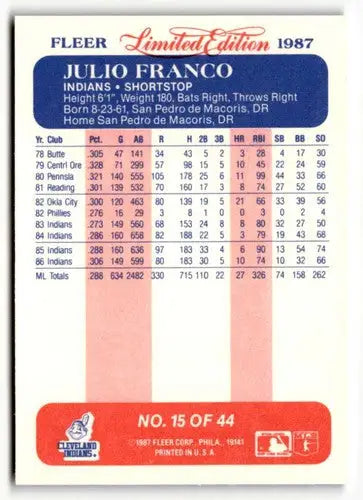 FLEER Limited Edition 1987
JULIO FRANCO
INDIANS • SHORTSTOP
Height 6'1", Weight 180, Bats Right, Throws Right
Born 8-23-61, San Pedro de Macoris, DR
Home San Pedro de Macoris, DR
Yr. Club Pct. G AB R H 2B 3B HR RBI SB BB SO
78 Butte .305 47 141 34 43 5 2 3 28 4 17 30
79 Centrl Ore .328 71 299 57 98 15 5 10 45 22 24 59
80 Pennsla .321 140 555 105 178 25 6 11 99 44 33 56
81 Reading .301 139 532 70 160 17 3 8 74 27 52 60
82 Okla City .300 120 463 80 139 19 5 21 66 33 39 56
82 Phillies .276 16 29 3 8 1 0 0 3 0 2 4
83 Indians .273 149 560 68 153 24 8 8 80 32 27 50
84 Indians .286 160 658 82 188 22 5 3 79 19 43 68
85 Indians .288 160 636 97 183 33 4 6 90 13 54 74
86 Indians .306 149 599 80 183 30 5 10 74 10 32 66
ML Totals .288 634 2482 330 715 110 22 27 326 74 158 262
CLEVELAND
INDIANS
NO. 15 OF 44
©1987 FLEER CORP., PHILA., 19141
PRINTED IN U.S.A.